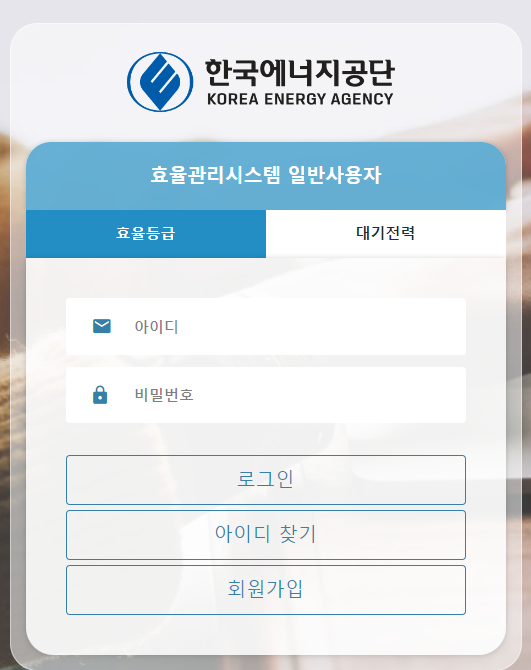 한국에너지공단
KOREA ENERGY AGENCY
효율관리시스템 일반사용자
효율등급
대기전력
아이디
비밀번호
로그인
아이디 찾기
회원가입